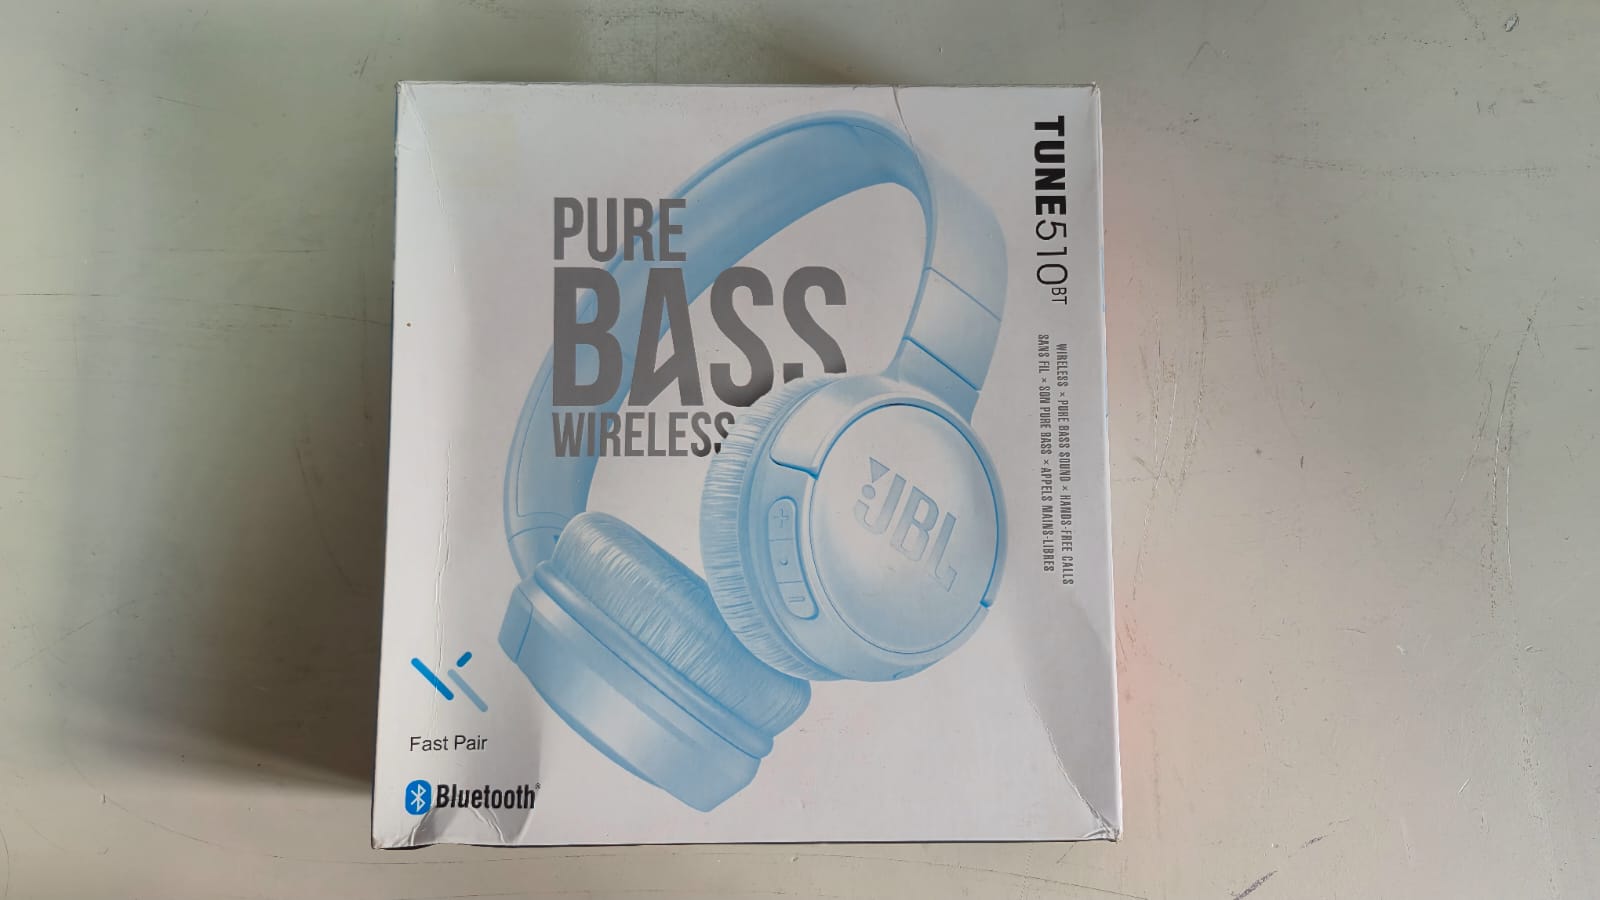 PURE
BASS
WIRELESS
JBL
TUNE510BT
WIRELESS × PURE BASS SOUND × HANDS-FREE CALLS
SANS FIL × SON PURE BASS × APPELS MAINS-LIBRES
Fast Pair
Bluetooth®